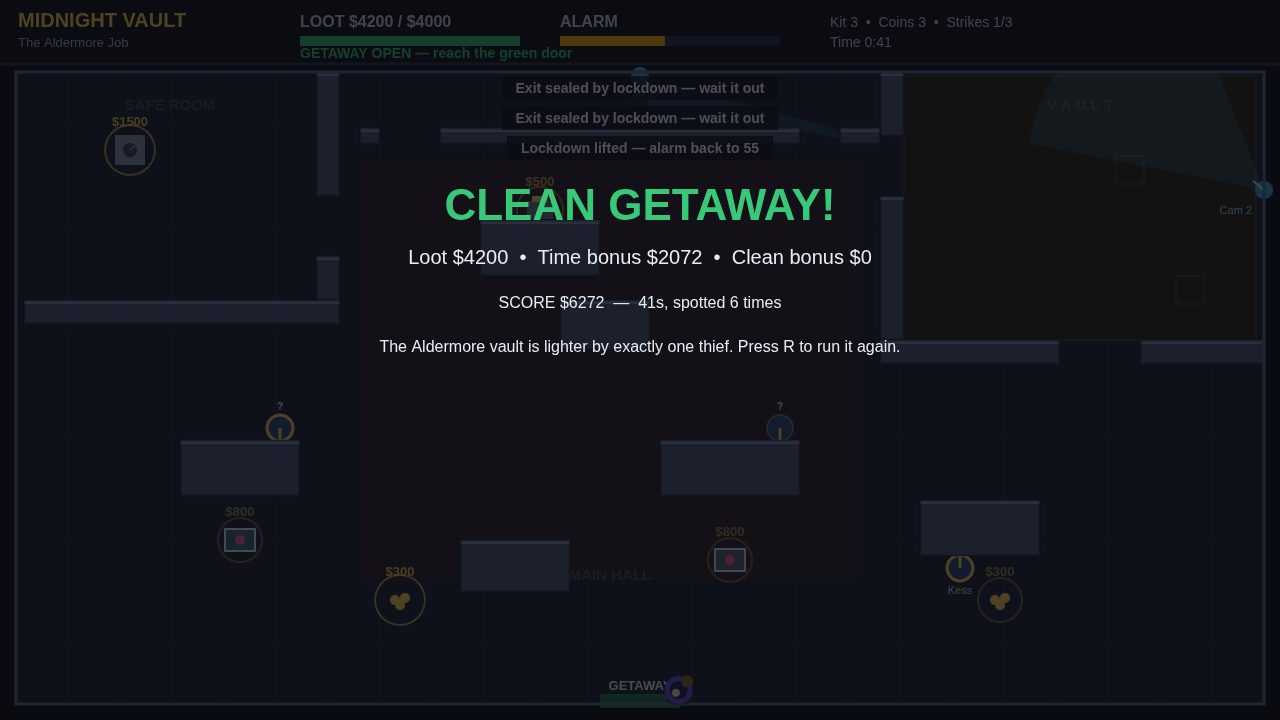 MIDNIGHT VAULT
The Aldermore Job
LOOT $4200 / $4000
GETAWAY OPEN — reach the green door
ALARM
Kit 3 • Coins 3 • Strikes 1/3
Time 0:41
Exit sealed by lockdown — wait it out
Exit sealed by lockdown — wait it out
Lockdown lifted — alarm back to 55
SAFE ROOM
$1500
VAULT
$500
Cam 2
CLEAN GETAWAY!
Loot $4200 • Time bonus $2072 • Clean bonus $0
SCORE $6272 — 41s, spotted 6 times
The Aldermore vault is lighter by exactly one thief. Press R to run it again.
?
?
$800
$800
$300
MAIN HALL
$300
Kess
GETAWAY